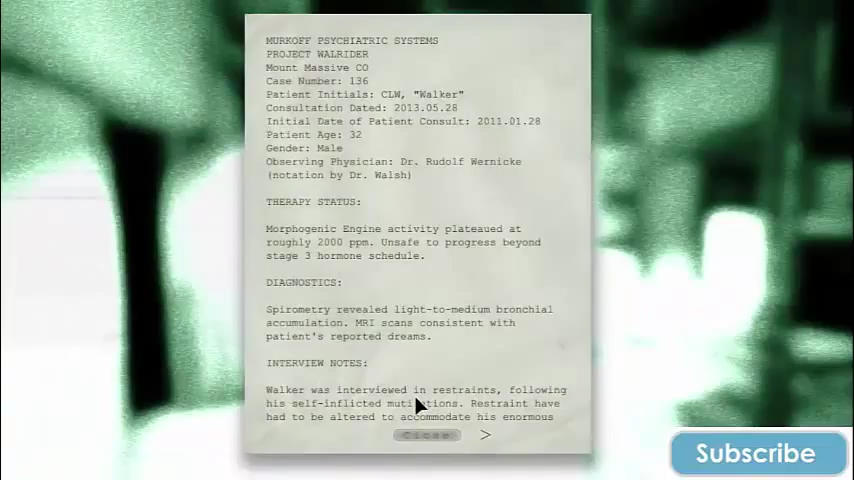 MURKOFF PSYCHIATRIC SYSTEMS
PROJECT WALRIDER
Mount Massive CO
Case Number: 136
Patient Initials: CLW, "Walker"
Consultation Dated: 2013.05.28
Initial Date of Patient Consult: 2011.01.28
Patient Age: 32
Gender: Male
Observing Physician: Dr. Rudolf Wernicke
(notation by Dr. Walsh)
THERAPY STATUS:
Morphogenic Engine activity plateaued at
roughly 2000 ppm. Unsafe to progress beyond
stage 3 hormone schedule.
DIAGNOSTICS:
Spirometry revealed light-to-medium bronchial
accumulation. MRI scans consistent with
patient's reported dreams.
INTERVIEW NOTES:
Walker was interviewed in restraints, following
his self-inflicted mutilations. Restraint have
had to be altered to accommodate his enormous
Close >
Subscribe